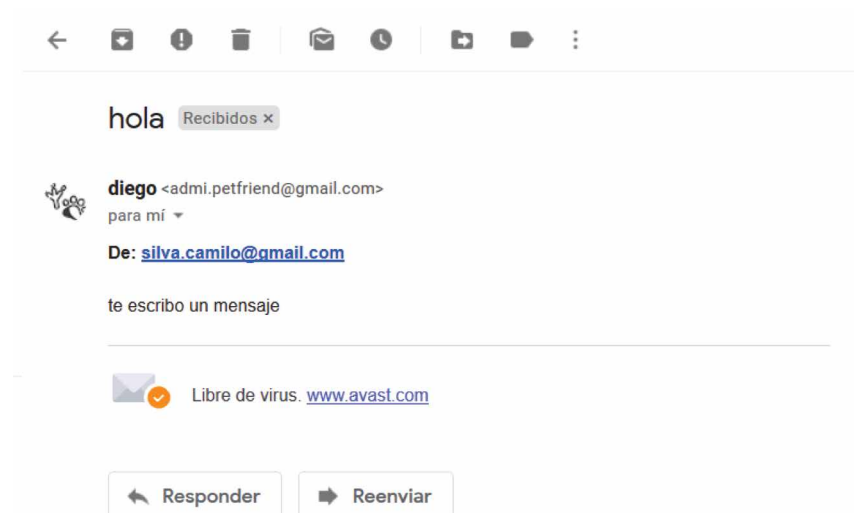 hola Recibidos ×
diego <admi.petfriend@gmail.com>
para mí
De: silva.camilo@gmail.com
te escribo un mensaje
Libre de virus. www.avast.com
Responder Reenviar